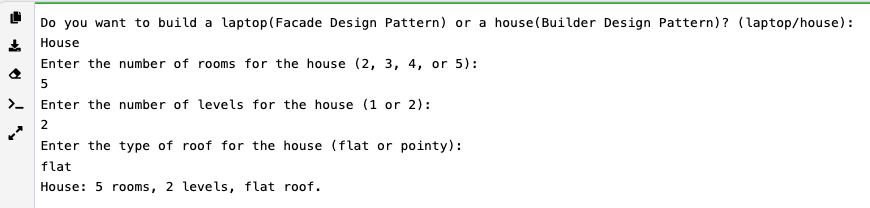 Do you want to build a laptop(Facade Design Pattern) or a house(Builder Design Pattern)? (laptop/house):
House
Enter the number of rooms for the house (2, 3, 4, or 5):
5
Enter the number of levels for the house (1 or 2):
2
Enter the type of roof for the house (flat or pointy):
flat
House: 5 rooms, 2 levels, flat roof.